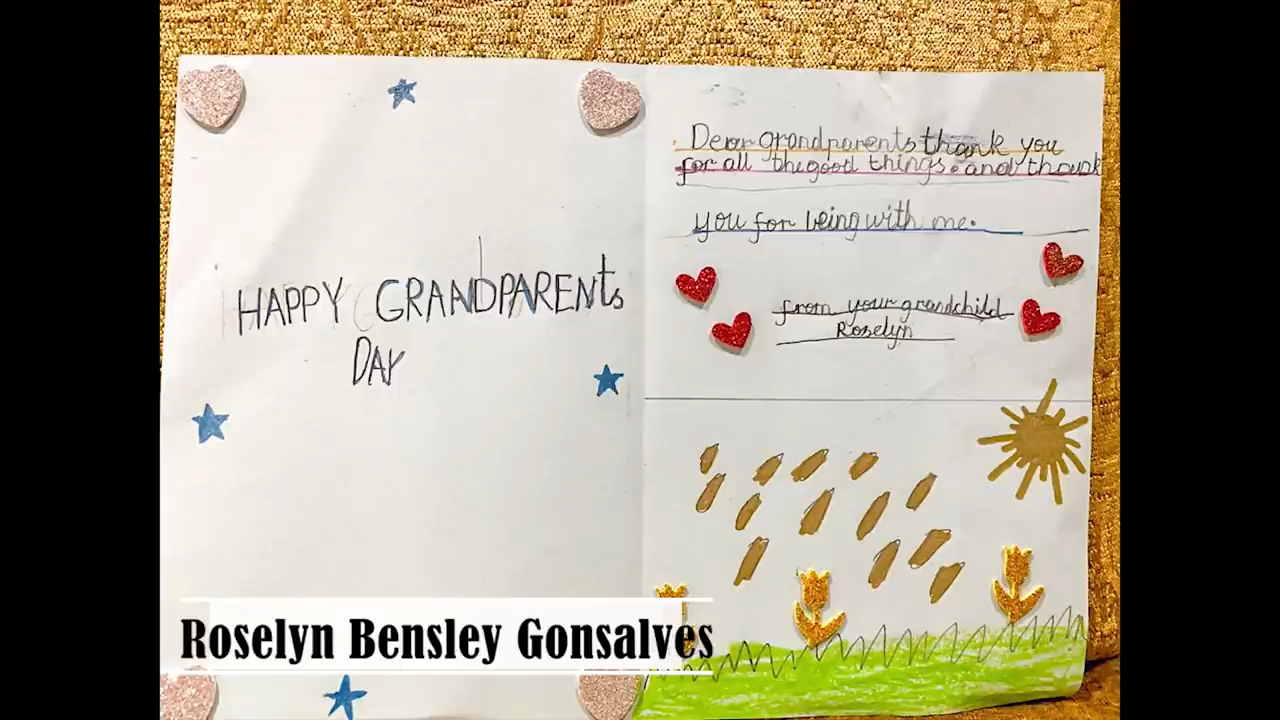 HAPPY GRANDPARENts
DAY
Dear grandparents thank you
for all the good things. and thank
you for being with me.
from your grandchild
Roselyn
Roselyn Bensley Gonsalves